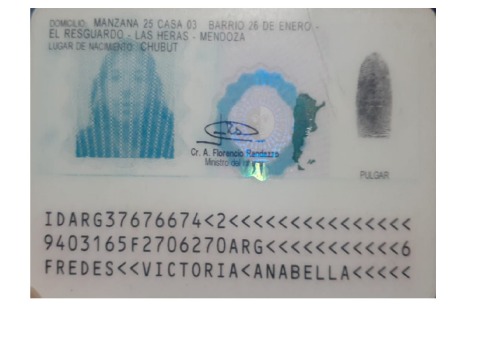 DOMICILIO: MANZANA 25 CASA 03 BARRIO 26 DE ENERO -
EL RESGUARDO - LAS HERAS - MENDOZA
LUGAR DE NACIMIENTO: CHUBUT
Cr. A. Florencio Randazzo
Ministro del
PULGAR
IDARG37676674<2<<<<<<<<<<<<<<<
9403165F2706270ARG<<<<<<<<<<<6
FREDES<<VICTORIA<ANABELLA<<<<<